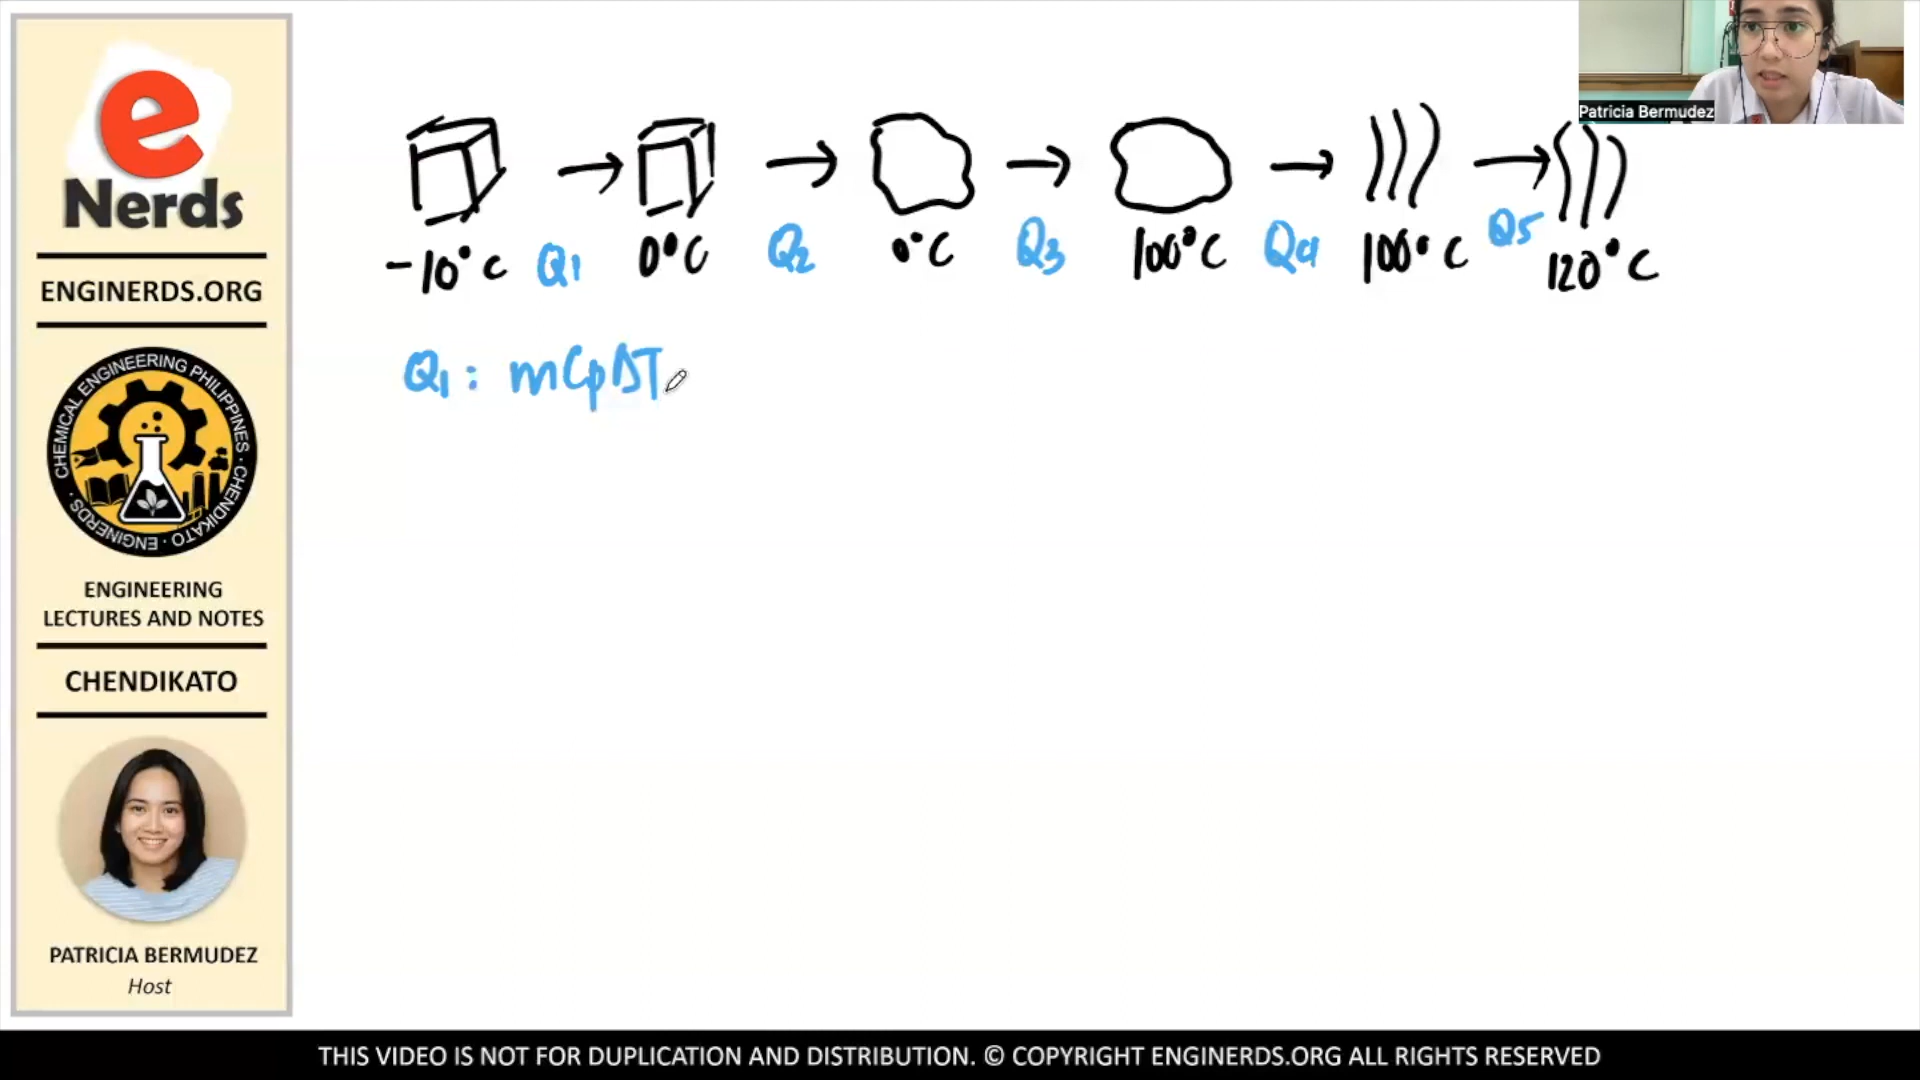 e
Nerds
ENGINERDS.ORG
CHEMICAL ENGINEERING PHILIPPINES · CHENDIKATO · ENGINERDS ·
ENGINEERING
LECTURES AND NOTES
CHENDIKATO
PATRICIA BERMUDEZ
Host
Patricia Bermudez
-10°C Q1 0°C Q2 0°C Q3 100°C Q4 100°C Q5 120°C
Q1: mCpΔT
THIS VIDEO IS NOT FOR DUPLICATION AND DISTRIBUTION. © COPYRIGHT ENGINERDS.ORG ALL RIGHTS RESERVED